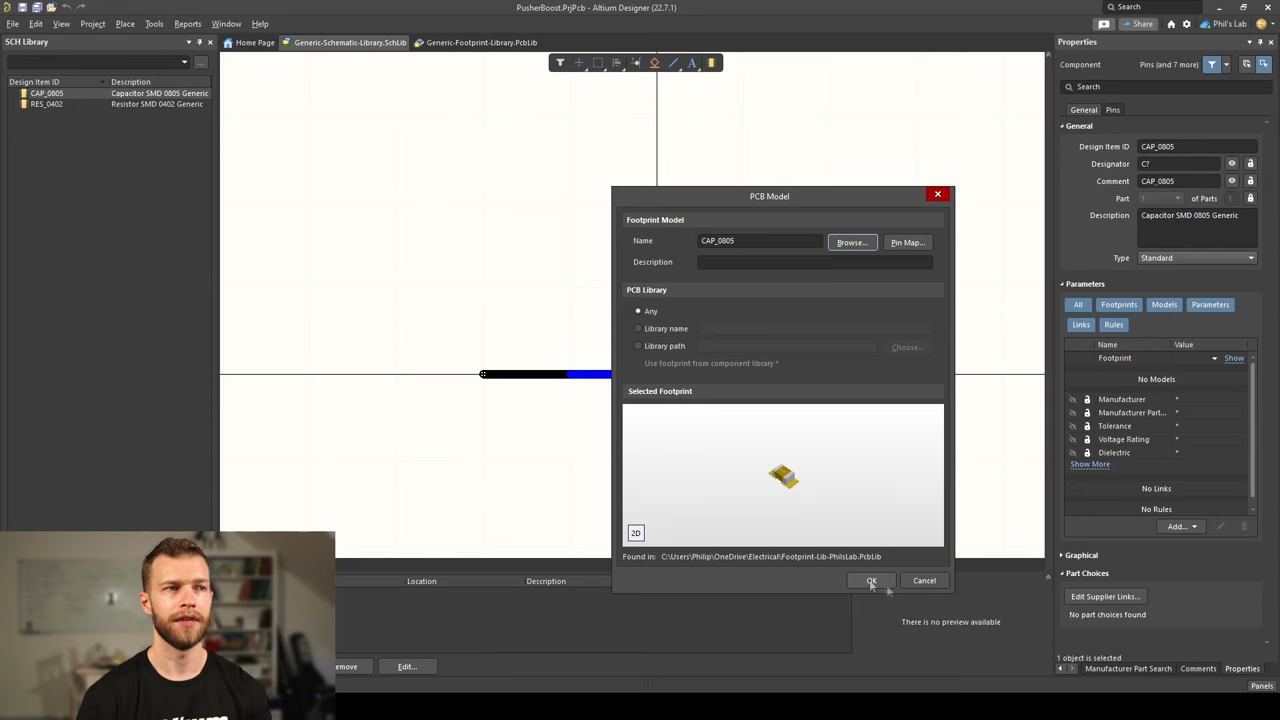 PusherBoost.PrjPcb - Altium Designer (22.7.1)
Search
File Edit View Project Place Tools Reports Window Help
Share
Phil's Lab
SCH Library
Home Page
Generic-Schematic-Library.SchLib
Generic-Footprint-Library.PcbLib
Properties
Design Item ID Description
CAP_0805 Capacitor SMD 0805 Generic
RES_0402 Resistor SMD 0402 Generic
Component Pins (and 7 more)
Search
General Pins
General
Design Item ID CAP_0805
Designator C?
Comment CAP_0805
Part 1 of Parts 1
Description Capacitor SMD 0805 Generic
Type Standard
Parameters
All Footprints Models Parameters
Links Rules
Name Value
Footprint Show
No Models
Manufacturer *
Manufacturer Part... *
Tolerance *
Voltage Rating *
Dielectric *
Show More
No Links
No Rules
Add...
Graphical
Part Choices
Edit Supplier Links...
No part choices found
1 object is selected
Manufacturer Part Search Comments Properties
Panels
PCB Model
Footprint Model
Name CAP_0805 Browse... Pin Map...
Description
PCB Library
Any
Library name
Library path Choose...
Use footprint from component library *
Selected Footprint
2D
Found in: C:\Users\Philip\OneDrive\Electrical\Footprint-Lib-PhilsLab.PcbLib
OK Cancel
Location Description
There is no preview available
emove Edit...